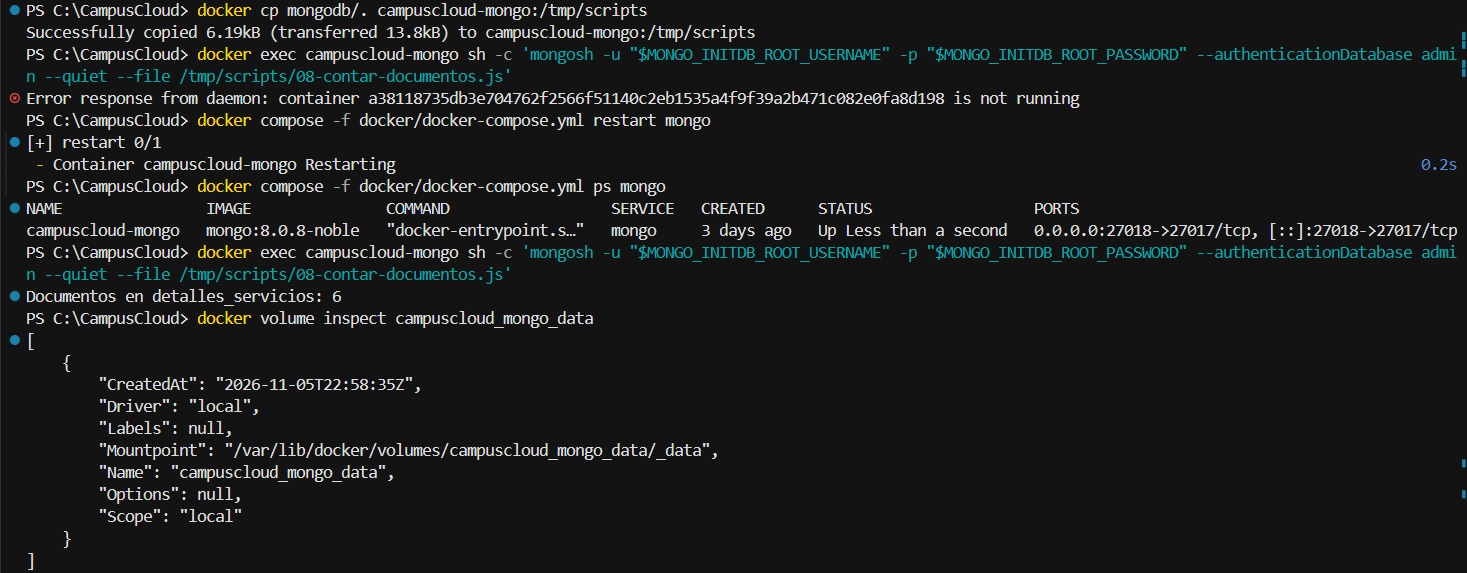 PS C:\CampusCloud> docker cp mongodb/. campuscloud-mongo:/tmp/scripts
Successfully copied 6.19kB (transferred 13.8kB) to campuscloud-mongo:/tmp/scripts
PS C:\CampusCloud> docker exec campuscloud-mongo sh -c 'mongosh -u "$MONGO_INITDB_ROOT_USERNAME" -p "$MONGO_INITDB_ROOT_PASSWORD" --authenticationDatabase admi
n --quiet --file /tmp/scripts/08-contar-documentos.js'
Error response from daemon: container a38118735db3e704762f2566f51140c2eb1535a4f9f39a2b471c082e0fa8d198 is not running
PS C:\CampusCloud> docker compose -f docker/docker-compose.yml restart mongo
[+] restart 0/1
 - Container campuscloud-mongo Restarting 0.2s
PS C:\CampusCloud> docker compose -f docker/docker-compose.yml ps mongo
NAME IMAGE COMMAND SERVICE CREATED STATUS PORTS
campuscloud-mongo mongo:8.0.8-noble "docker-entrypoint.s…" mongo 3 days ago Up Less than a second 0.0.0.0:27018->27017/tcp, [::]:27018->27017/tcp
PS C:\CampusCloud> docker exec campuscloud-mongo sh -c 'mongosh -u "$MONGO_INITDB_ROOT_USERNAME" -p "$MONGO_INITDB_ROOT_PASSWORD" --authenticationDatabase admi
n --quiet --file /tmp/scripts/08-contar-documentos.js'
Documentos en detalles_servicios: 6
PS C:\CampusCloud> docker volume inspect campuscloud_mongo_data
[
    {
        "CreatedAt": "2026-11-05T22:58:35Z",
        "Driver": "local",
        "Labels": null,
        "Mountpoint": "/var/lib/docker/volumes/campuscloud_mongo_data/_data",
        "Name": "campuscloud_mongo_data",
        "Options": null,
        "Scope": "local"
    }
]